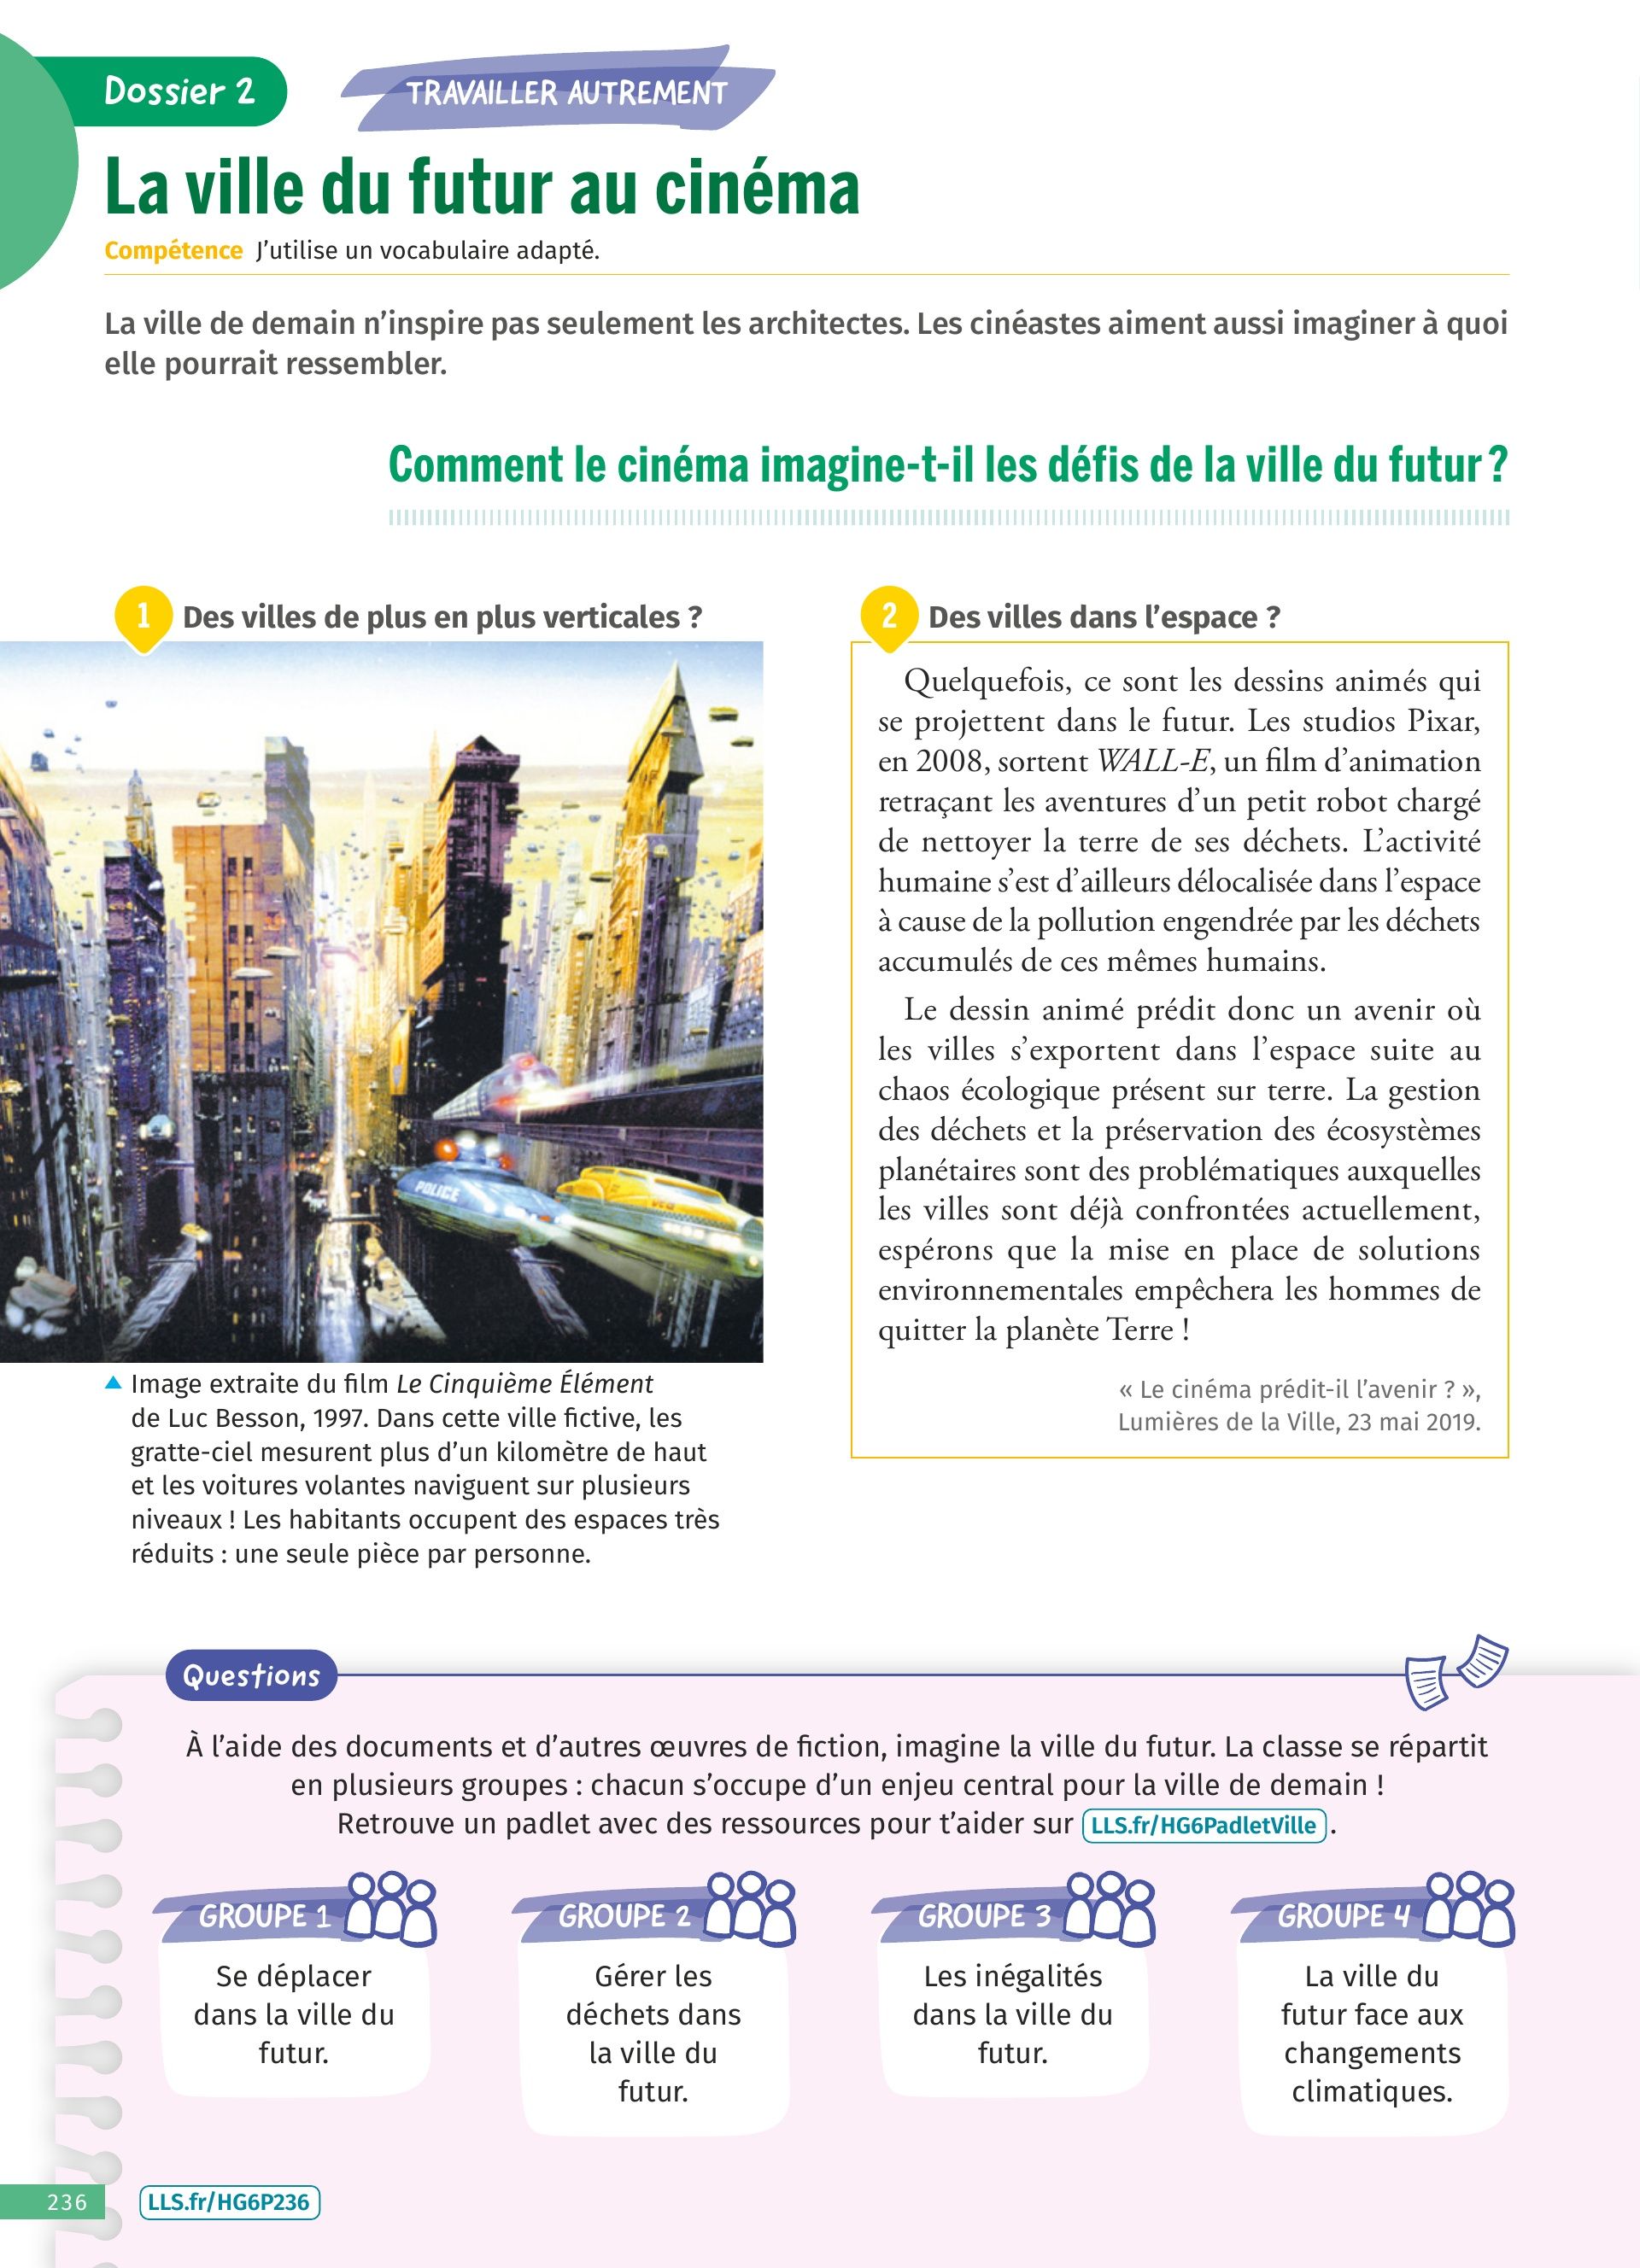 Dossier 2
TRAVAILLER AUTREMENT
La ville du futur au cinéma
Compétence J’utilise un vocabulaire adapté.
La ville de demain n’inspire pas seulement les architectes. Les cinéastes aiment aussi imaginer à quoi
elle pourrait ressembler.
Comment le cinéma imagine-t-il les défis de la ville du futur ?
1 Des villes de plus en plus verticales ?
POLICE
▲ Image extraite du film Le Cinquième Élément
de Luc Besson, 1997. Dans cette ville fictive, les
gratte-ciel mesurent plus d’un kilomètre de haut
et les voitures volantes naviguent sur plusieurs
niveaux ! Les habitants occupent des espaces très
réduits : une seule pièce par personne.
2 Des villes dans l’espace ?
Quelquefois, ce sont les dessins animés qui
se projettent dans le futur. Les studios Pixar,
en 2008, sortent WALL-E, un film d’animation
retraçant les aventures d’un petit robot chargé
de nettoyer la terre de ses déchets. L’activité
humaine s’est d’ailleurs délocalisée dans l’espace
à cause de la pollution engendrée par les déchets
accumulés de ces mêmes humains.
Le dessin animé prédit donc un avenir où
les villes s’exportent dans l’espace suite au
chaos écologique présent sur terre. La gestion
des déchets et la préservation des écosystèmes
planétaires sont des problématiques auxquelles
les villes sont déjà confrontées actuellement,
espérons que la mise en place de solutions
environnementales empêchera les hommes de
quitter la planète Terre !
« Le cinéma prédit-il l’avenir ? »,
Lumières de la Ville, 23 mai 2019.
Questions
À l’aide des documents et d’autres œuvres de fiction, imagine la ville du futur. La classe se répartit
en plusieurs groupes : chacun s’occupe d’un enjeu central pour la ville de demain !
Retrouve un padlet avec des ressources pour t’aider sur LLS.fr/HG6PadletVille .
GROUPE 1
Se déplacer
dans la ville du
futur.
GROUPE 2
Gérer les
déchets dans
la ville du
futur.
GROUPE 3
Les inégalités
dans la ville du
futur.
GROUPE 4
La ville du
futur face aux
changements
climatiques.
236
LLS.fr/HG6P236